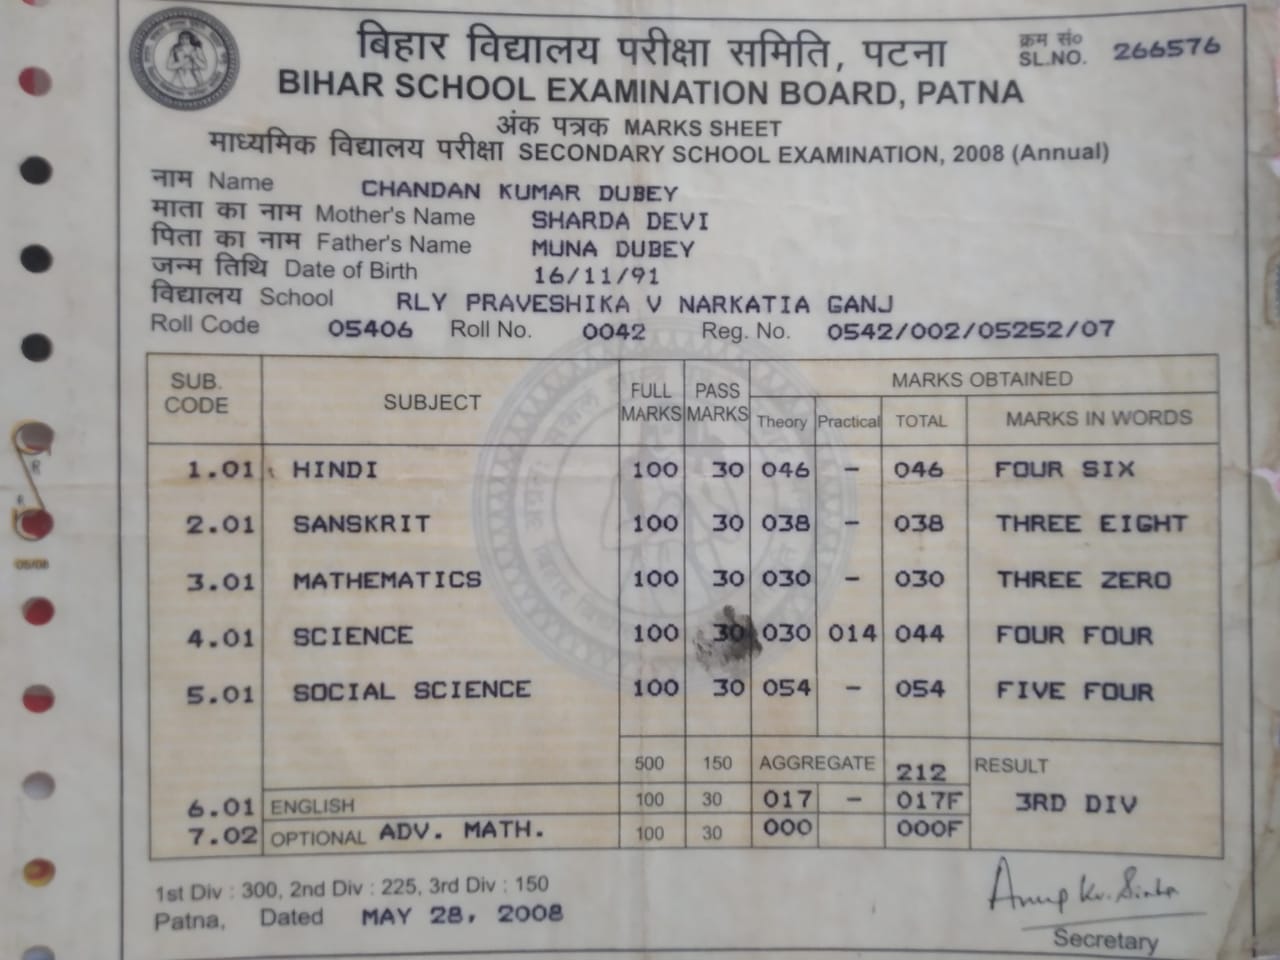 बिहार विद्यालय परीक्षा समिति, पटना
क्रम सं०
SL.NO. 266576
BIHAR SCHOOL EXAMINATION BOARD, PATNA
अंक पत्रक MARKS SHEET
माध्यमिक विद्यालय परीक्षा SECONDARY SCHOOL EXAMINATION, 2008 (Annual)
नाम Name CHANDAN KUMAR DUBEY
माता का नाम Mother's Name SHARDA DEVI
पिता का नाम Father's Name MUNA DUBEY
जन्म तिथि Date of Birth 16/11/91
विद्यालय School RLY PRAVESHIKA V NARKATIA GANJ
Roll Code 05406 Roll No. 0042 Reg. No. 0542/002/05252/07
SUB. CODE SUBJECT FULL MARKS PASS MARKS MARKS OBTAINED
Theory Practical TOTAL MARKS IN WORDS
1.01 HINDI 100 30 046 - 046 FOUR SIX
2.01 SANSKRIT 100 30 038 - 038 THREE EIGHT
3.01 MATHEMATICS 100 30 030 - 030 THREE ZERO
4.01 SCIENCE 100 30 030 014 044 FOUR FOUR
5.01 SOCIAL SCIENCE 100 30 054 - 054 FIVE FOUR
500 150 AGGREGATE 212 RESULT
6.01 ENGLISH 100 30 017 - 017F 3RD DIV
7.02 OPTIONAL ADV. MATH. 100 30 000 000F
1st Div : 300, 2nd Div : 225, 3rd Div : 150
Patna, Dated MAY 28, 2008
Anup Kr. Sinha
Secretary
05/08